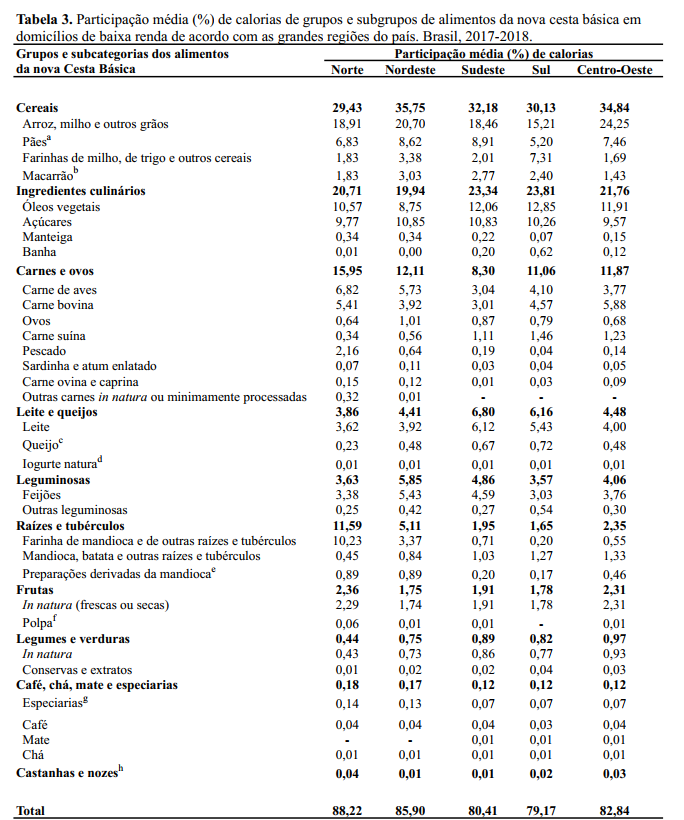 Tabela 3. Participação média (%) de calorias de grupos e subgrupos de alimentos da nova cesta básica em
domicílios de baixa renda de acordo com as grandes regiões do país. Brasil, 2017-2018.
Grupos e subcategorias dos alimentos Participação média (%) de calorias
da nova Cesta Básica Norte Nordeste Sudeste Sul Centro-Oeste
Cereais 29,43 35,75 32,18 30,13 34,84
Arroz, milho e outros grãos 18,91 20,70 18,46 15,21 24,25
Pãesa 6,83 8,62 8,91 5,20 7,46
Farinhas de milho, de trigo e outros cereais 1,83 3,38 2,01 7,31 1,69
Macarrãob 1,83 3,03 2,77 2,40 1,43
Ingredientes culinários 20,71 19,94 23,34 23,81 21,76
Óleos vegetais 10,57 8,75 12,06 12,85 11,91
Açúcares 9,77 10,85 10,83 10,26 9,57
Manteiga 0,34 0,34 0,22 0,07 0,15
Banha 0,01 0,00 0,20 0,62 0,12
Carnes e ovos 15,95 12,11 8,30 11,06 11,87
Carne de aves 6,82 5,73 3,04 4,10 3,77
Carne bovina 5,41 3,92 3,01 4,57 5,88
Ovos 0,64 1,01 0,87 0,79 0,68
Carne suína 0,34 0,56 1,11 1,46 1,23
Pescado 2,16 0,64 0,19 0,04 0,14
Sardinha e atum enlatado 0,07 0,11 0,03 0,04 0,05
Carne ovina e caprina 0,15 0,12 0,01 0,03 0,09
Outras carnes in natura ou minimamente processadas 0,32 0,01 - - -
Leite e queijos 3,86 4,41 6,80 6,16 4,48
Leite 3,62 3,92 6,12 5,43 4,00
Queijoc 0,23 0,48 0,67 0,72 0,48
Iogurte naturad 0,01 0,01 0,01 0,01 0,01
Leguminosas 3,63 5,85 4,86 3,57 4,06
Feijões 3,38 5,43 4,59 3,03 3,76
Outras leguminosas 0,25 0,42 0,27 0,54 0,30
Raízes e tubérculos 11,59 5,11 1,95 1,65 2,35
Farinha de mandioca e de outras raízes e tubérculos 10,23 3,37 0,71 0,20 0,55
Mandioca, batata e outras raízes e tubérculos 0,45 0,84 1,03 1,27 1,33
Preparações derivadas da mandiocae 0,89 0,89 0,20 0,17 0,46
Frutas 2,36 1,75 1,91 1,78 2,31
In natura (frescas ou secas) 2,29 1,74 1,91 1,78 2,31
Polpaf 0,06 0,01 0,01 - 0,01
Legumes e verduras 0,44 0,75 0,89 0,82 0,97
In natura 0,43 0,73 0,86 0,77 0,93
Conservas e extratos 0,01 0,02 0,02 0,04 0,03
Café, chá, mate e especiarias 0,18 0,17 0,12 0,12 0,12
Especiariasg 0,14 0,13 0,07 0,07 0,07
Café 0,04 0,04 0,04 0,03 0,04
Mate - - 0,01 0,01 0,01
Chá 0,01 0,01 0,01 0,01 0,01
Castanhas e nozesh 0,04 0,01 0,01 0,02 0,03
Total 88,22 85,90 80,41 79,17 82,84